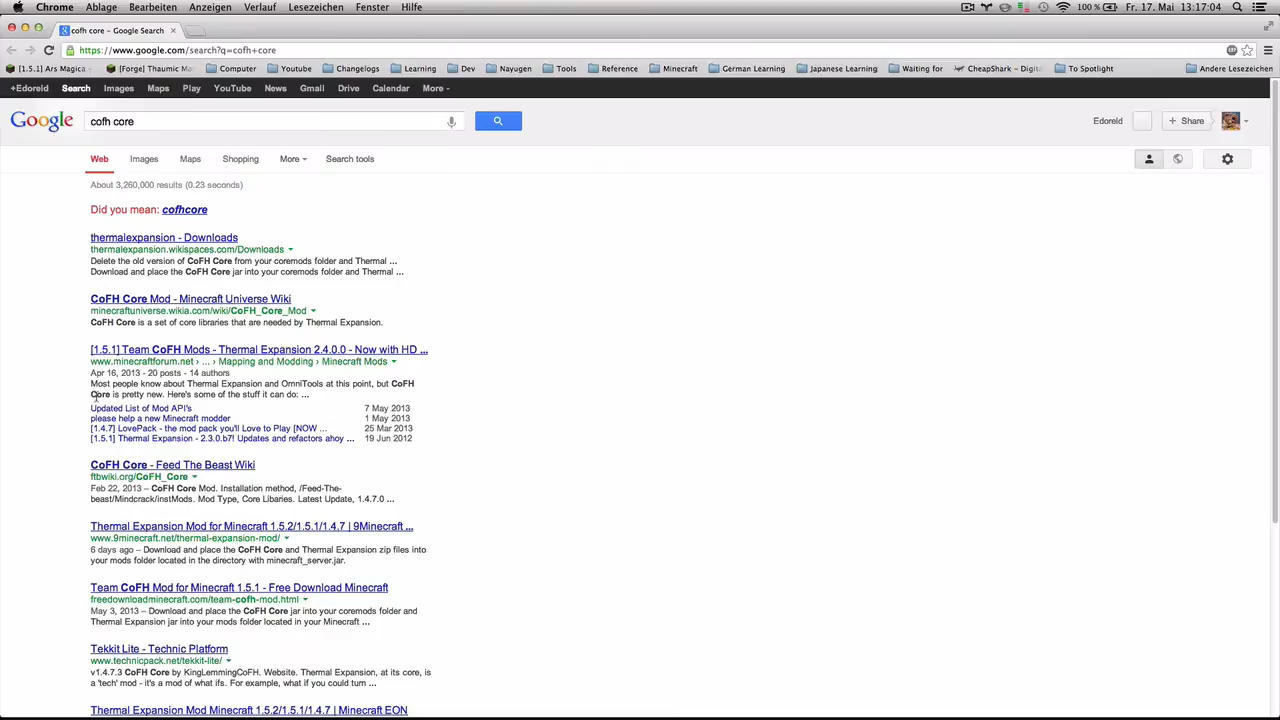 Chrome Ablage Bearbeiten Anzeigen Verlauf Lesezeichen Fenster Hilfe 100 % Fr. 17. Mai 13:17:04
cofh core - Google Search
https://www.google.com/search?q=cofh+core
[1.5.1] Ars Magica [Forge] Thaumic Mar Computer Youtube Changelogs Learning Dev Nayugen Tools Reference Minecraft German Learning Japanese Learning Waiting for CheapShark - Digit To Spotlight Andere Lesezeichen
+Edoreld Search Images Maps Play YouTube News Gmail Drive Calendar More
Google cofh core Edoreld + Share
Web Images Maps Shopping More Search tools
About 3,260,000 results (0.23 seconds)
Did you mean: cofhcore
thermalexpansion - Downloads
thermalexpansion.wikispaces.com/Downloads
Delete the old version of CoFH Core from your coremods folder and Thermal ...
Download and place the CoFH Core jar into your coremods folder and Thermal ...
CoFH Core Mod - Minecraft Universe Wiki
minecraftuniverse.wikia.com/wiki/CoFH_Core_Mod
CoFH Core is a set of core libraries that are needed by Thermal Expansion.
[1.5.1] Team CoFH Mods - Thermal Expansion 2.4.0.0 - Now with HD ...
www.minecraftforum.net › ... › Mapping and Modding › Minecraft Mods
Apr 16, 2013 - 20 posts - 14 authors
Most people know about Thermal Expansion and OmniTools at this point, but CoFH
Core is pretty new. Here's some of the stuff it can do: ...
Updated List of Mod API's 7 May 2013
please help a new Minecraft modder 1 May 2013
[1.4.7] LovePack - the mod pack you'll Love to Play [NOW ... 25 Mar 2013
[1.5.1] Thermal Expansion - 2.3.0.b7! Updates and refactors ahoy ... 19 Jun 2012
CoFH Core - Feed The Beast Wiki
ftbwiki.org/CoFH_Core
Feb 22, 2013 – CoFH Core Mod. Installation method, /Feed-The-
beast/Mindcrack/instMods. Mod Type, Core Libaries. Latest Update, 1.4.7.0 ...
Thermal Expansion Mod for Minecraft 1.5.2/1.5.1/1.4.7 | 9Minecraft ...
www.9minecraft.net/thermal-expansion-mod/
6 days ago – Download and place the CoFH Core and Thermal Expansion zip files into
your mods folder located in the directory with minecraft_server.jar.
Team CoFH Mod for Minecraft 1.5.1 - Free Download Minecraft
freedownloadminecraft.com/team-cofh-mod.html
May 3, 2013 – Download and place the CoFH Core jar into your coremods folder and
Thermal Expansion jar into your mods folder located in your Minecraft ...
Tekkit Lite - Technic Platform
www.technicpack.net/tekkit-lite/
v1.4.7.3 CoFH Core by KingLemmingCoFH. Website. Thermal Expansion, at its core, is
a 'tech' mod - it's a mod of what ifs. For example, what if you could turn ...
Thermal Expansion Mod Minecraft 1.5.2/1.5.1/1.4.7 | Minecraft EON